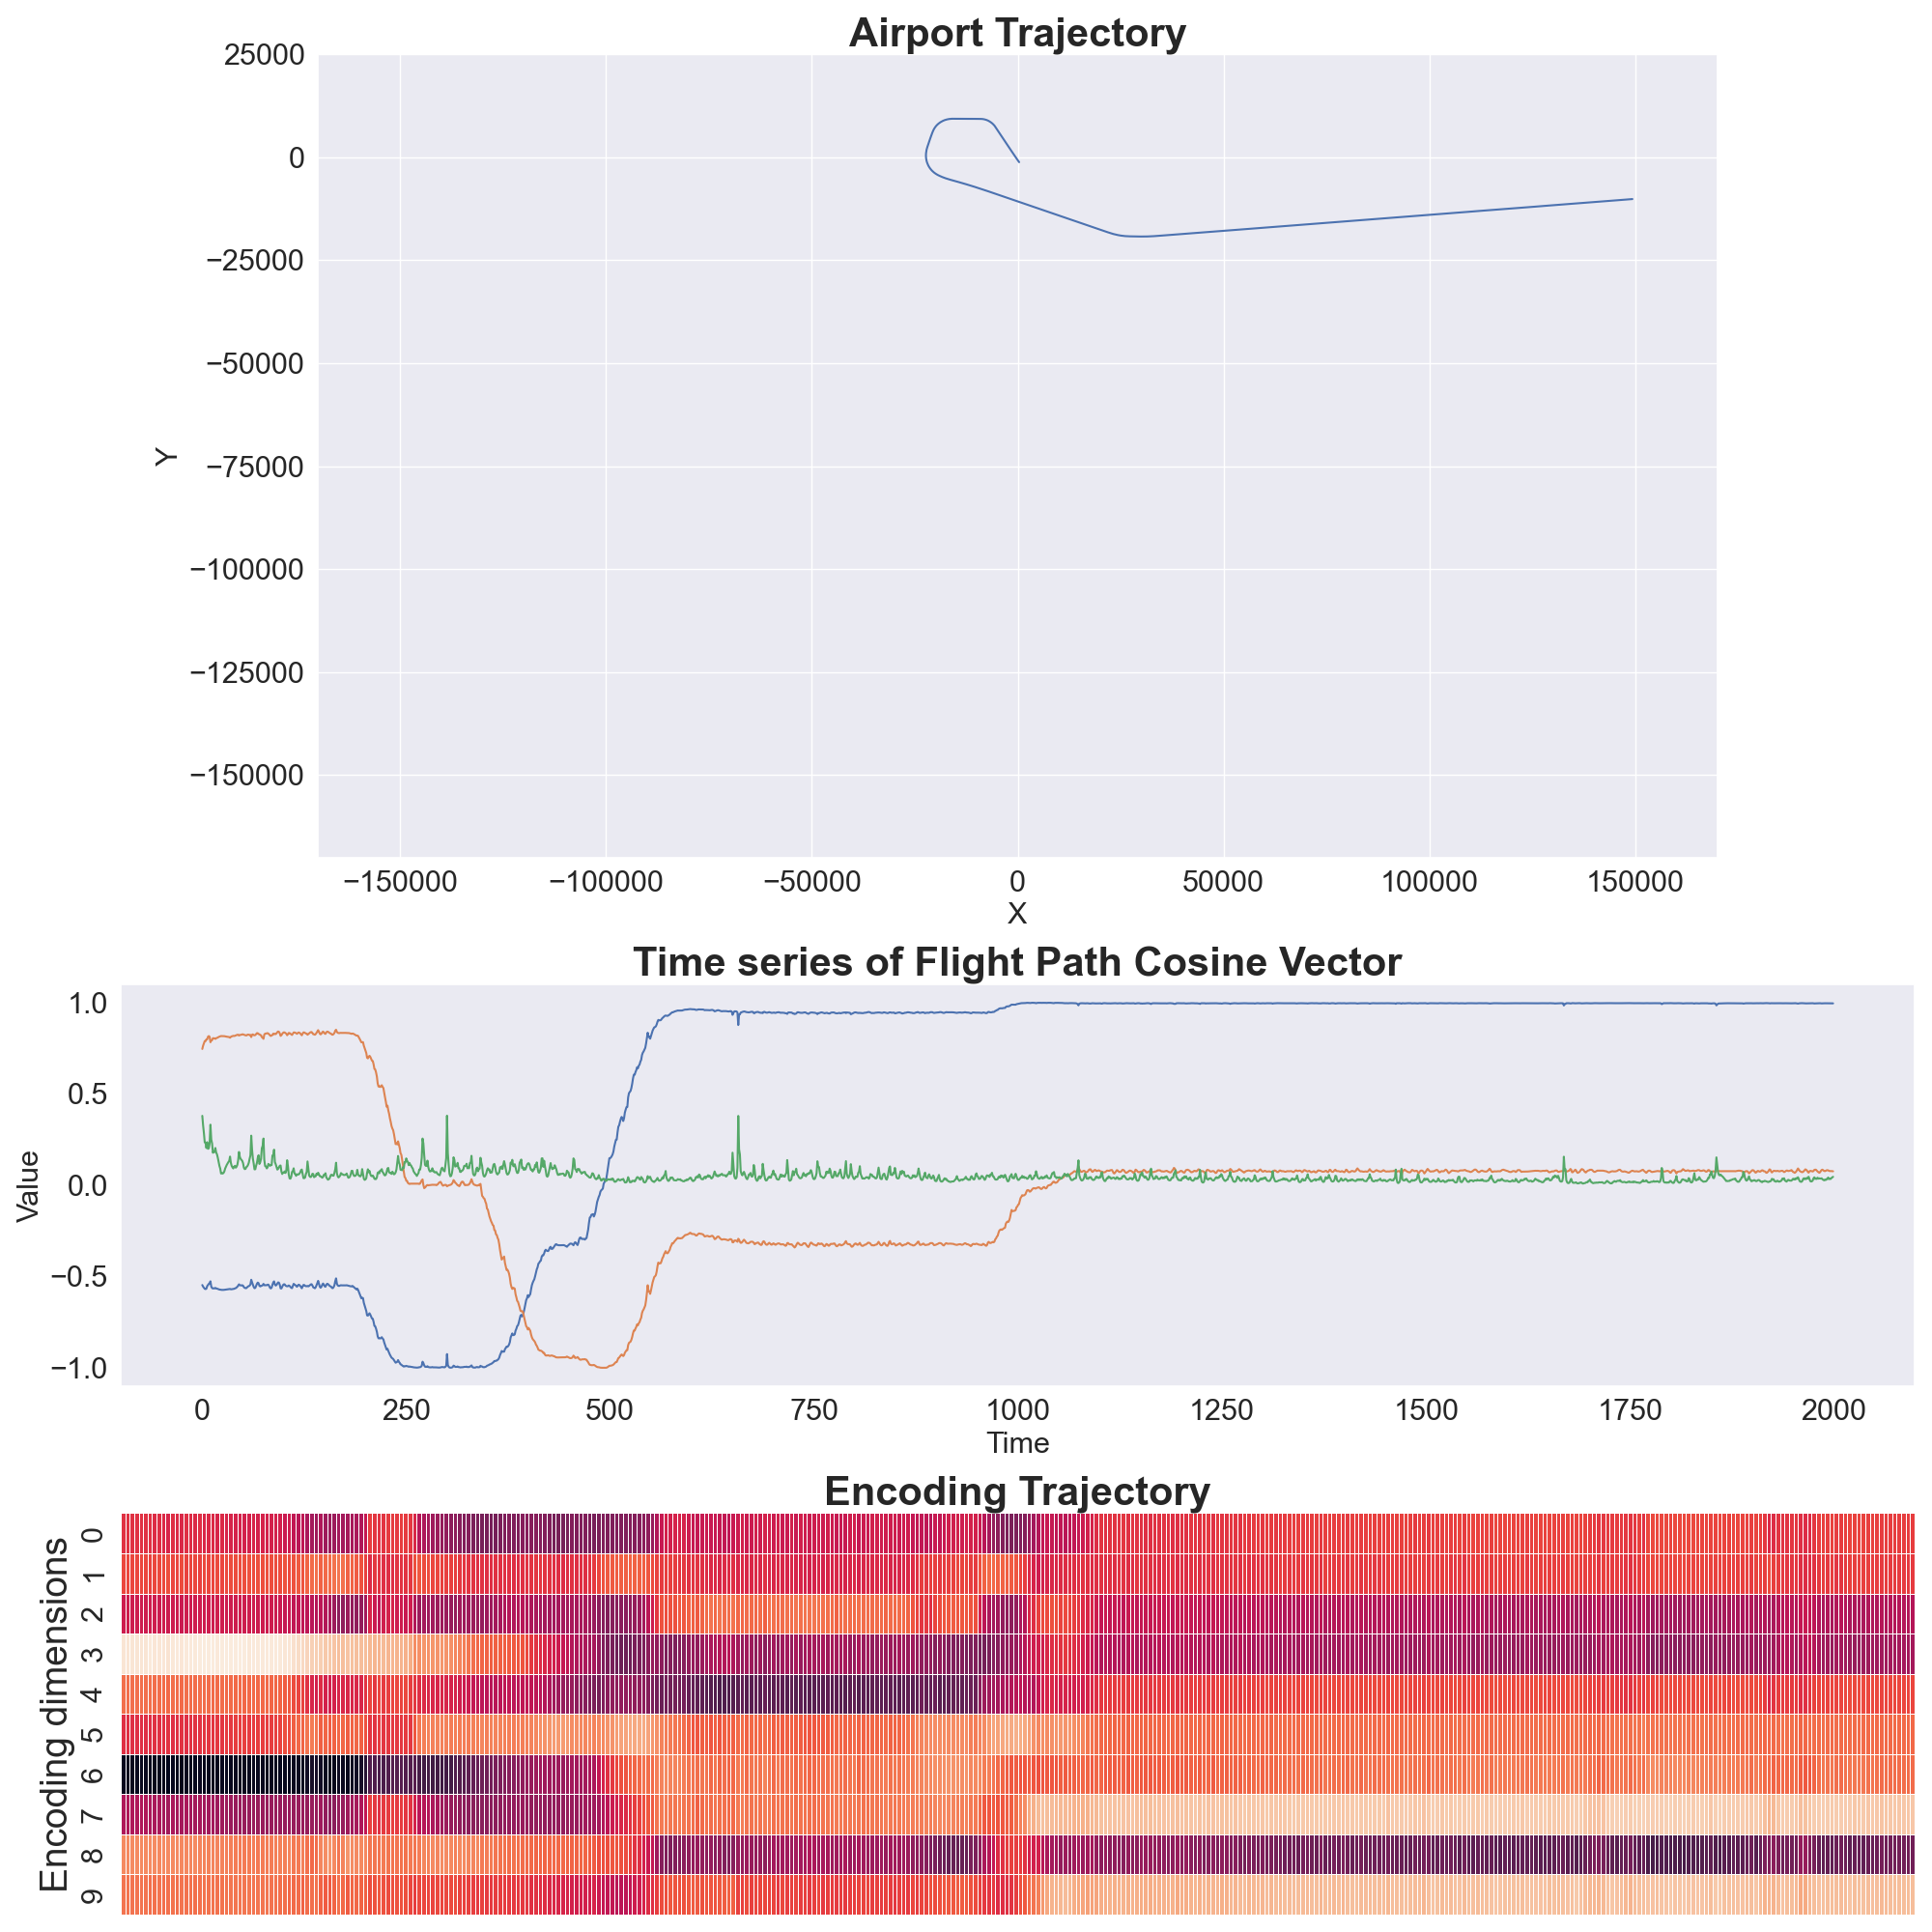 Airport Trajectory
25000
0
−25000
−50000
−75000
−100000
−125000
−150000
Y
−150000 −100000 −50000 0 50000 100000 150000
X
Time series of Flight Path Cosine Vector
1.0
0.5
0.0
−0.5
−1.0
Value
0 250 500 750 1000 1250 1500 1750 2000
Time
Encoding Trajectory
Encoding dimensions
0
1
2
3
4
5
6
7
8
9